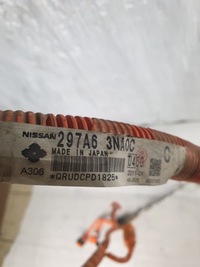 NISSAN 297A6 3NA0C
MADE IN JAPAN
A306
*QRUDCPD1825*